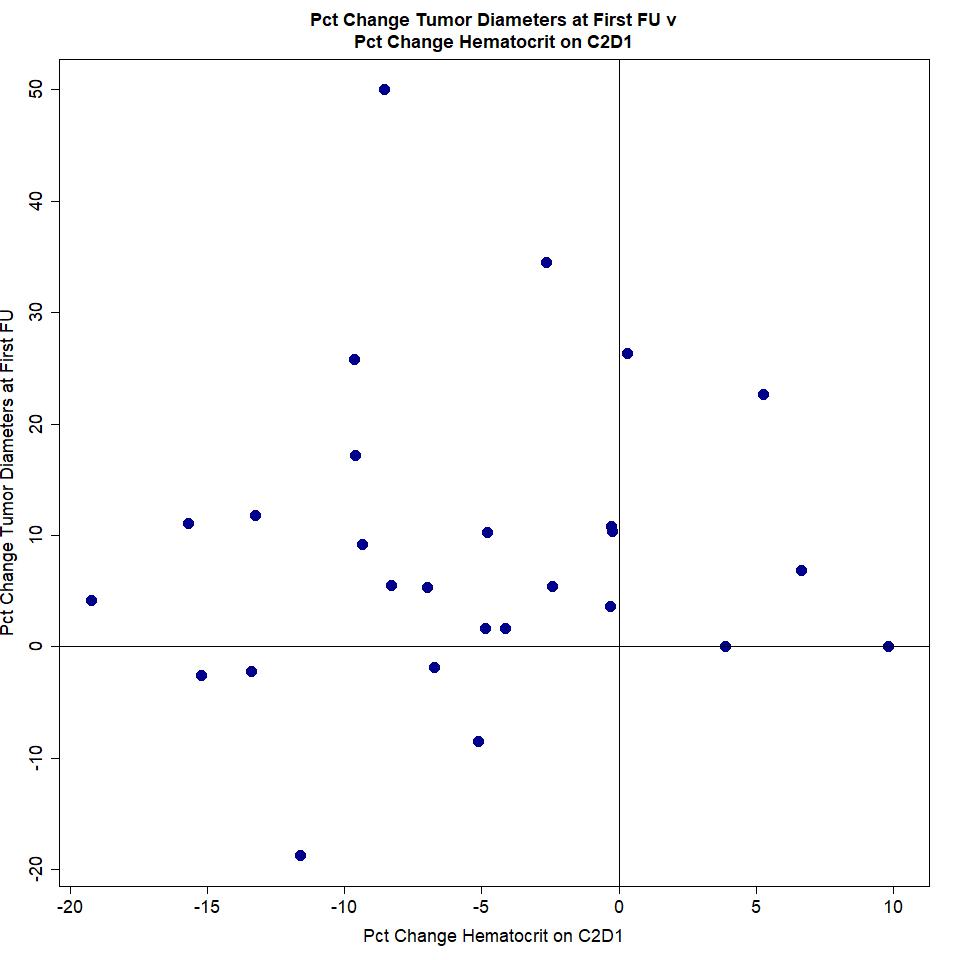 Pct Change Tumor Diameters at First FU v
Pct Change Hematocrit on C2D1
Pct Change Tumor Diameters at First FU
50
40
30
20
10
0
-10
-20
-20 -15 -10 -5 0 5 10
Pct Change Hematocrit on C2D1